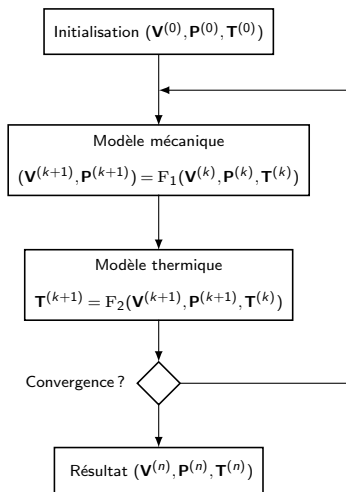 Initialisation (V^(0), P^(0), T^(0))
Modèle mécanique
(V^(k+1), P^(k+1)) = F₁(V^(k), P^(k), T^(k))
Modèle thermique
T^(k+1) = F₂(V^(k+1), P^(k+1), T^(k))
Convergence ?
Résultat (V^(n), P^(n), T^(n))